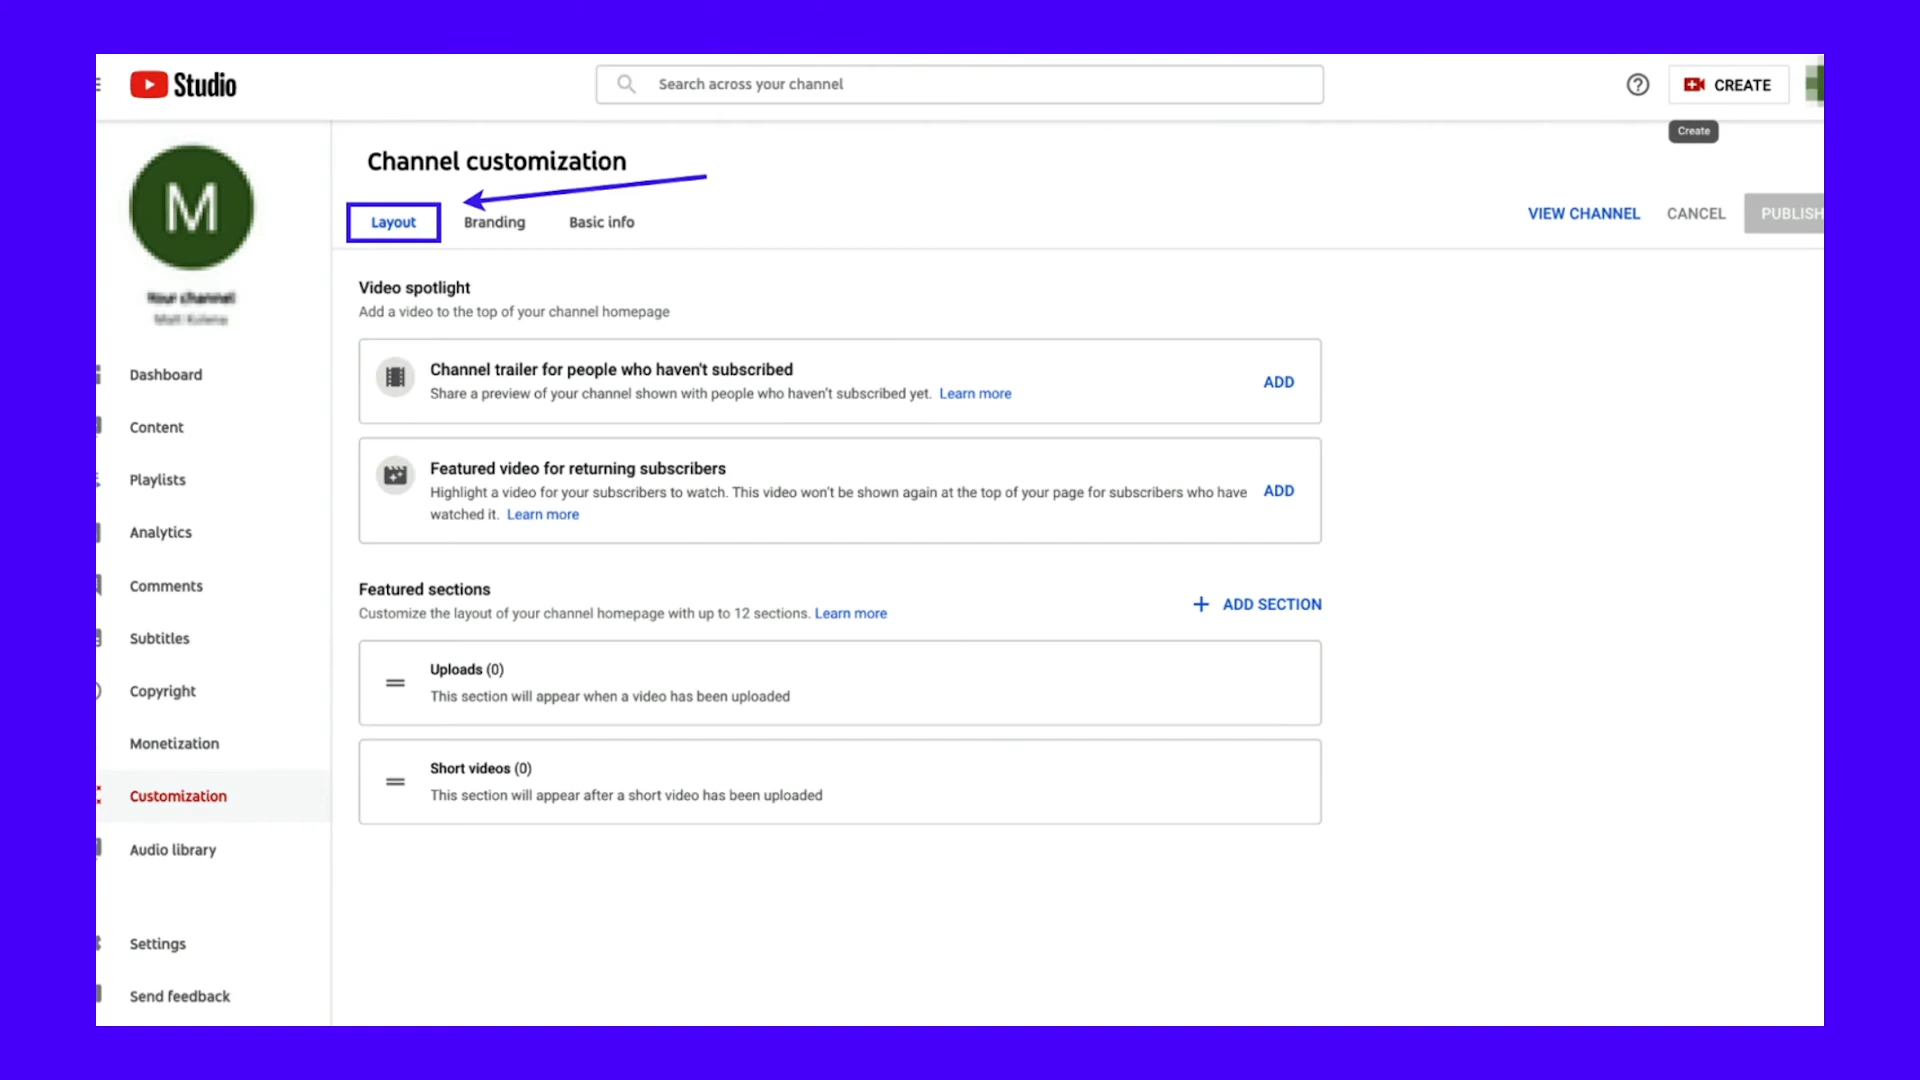 Studio
Search across your channel
CREATE
Create
M
Channel customization
Layout
Branding
Basic info
VIEW CHANNEL
CANCEL
PUBLISH
Your channel
Dashboard
Content
Playlists
Analytics
Comments
Subtitles
Copyright
Monetization
Customization
Audio library
Settings
Send feedback
Video spotlight
Add a video to the top of your channel homepage
Channel trailer for people who haven't subscribed
Share a preview of your channel shown with people who haven't subscribed yet. Learn more
ADD
Featured video for returning subscribers
Highlight a video for your subscribers to watch. This video won't be shown again at the top of your page for subscribers who have
watched it. Learn more
ADD
Featured sections
Customize the layout of your channel homepage with up to 12 sections. Learn more
+ ADD SECTION
Uploads (0)
This section will appear when a video has been uploaded
Short videos (0)
This section will appear after a short video has been uploaded